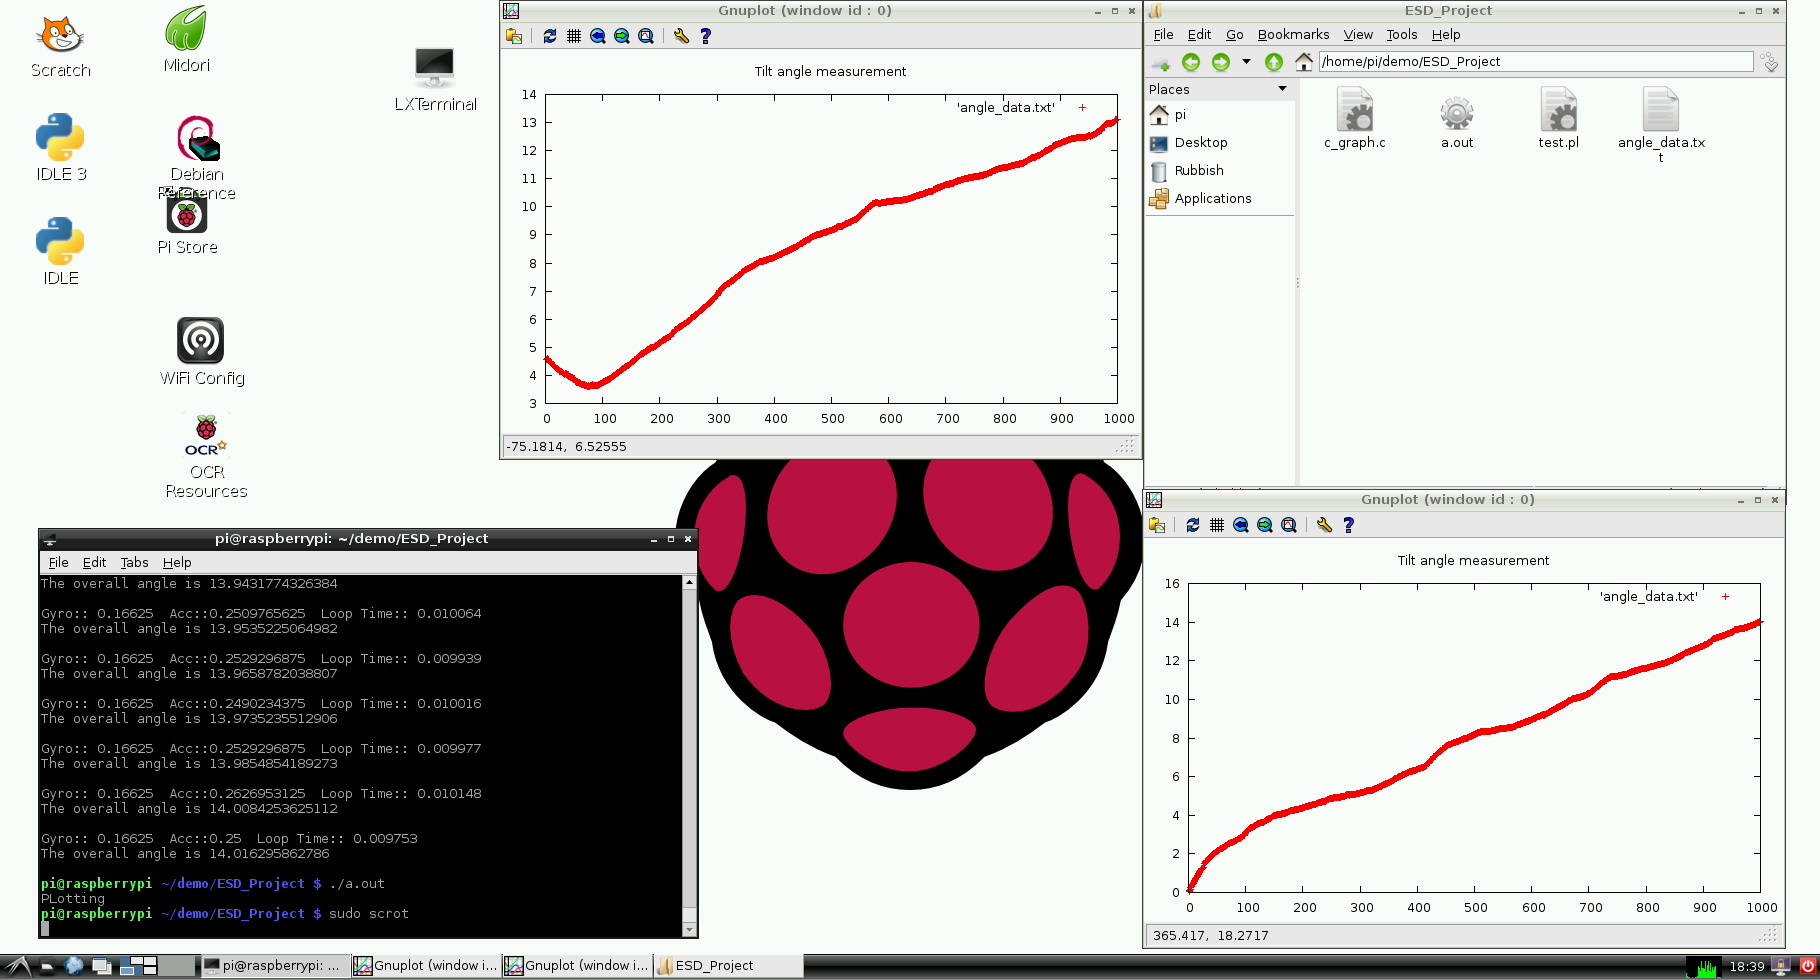 Scratch
Midori
LXTerminal
IDLE 3
Debian
Reference
Pi Store
IDLE
WiFi Config
OCR
OCR
Resources
Gnuplot (window id : 0)
?
Tilt angle measurement
'angle_data.txt'
14
13
12
11
10
9
8
7
6
5
4
3
0 100 200 300 400 500 600 700 800 900 1000
-75.1814, 6.52555
ESD_Project
File Edit Go Bookmarks View Tools Help
/home/pi/demo/ESD_Project
Places
pi
Desktop
Rubbish
Applications
c_graph.c
a.out
test.pl
angle_data.tx
t
pi@raspberrypi: ~/demo/ESD_Project
File Edit Tabs Help
The overall angle is 13.9431774326384
Gyro:: 0.16625 Acc::0.2509765625 Loop Time:: 0.010064
The overall angle is 13.9535225064982
Gyro:: 0.16625 Acc::0.2529296875 Loop Time:: 0.009939
The overall angle is 13.9658782038807
Gyro:: 0.16625 Acc::0.2490234375 Loop Time:: 0.010016
The overall angle is 13.9735235512906
Gyro:: 0.16625 Acc::0.2529296875 Loop Time:: 0.009977
The overall angle is 13.9854854189273
Gyro:: 0.16625 Acc::0.2626953125 Loop Time:: 0.010148
The overall angle is 14.0084253625112
Gyro:: 0.16625 Acc::0.25 Loop Time:: 0.009753
The overall angle is 14.016295862786
pi@raspberrypi ~/demo/ESD_Project $ ./a.out
PLotting
pi@raspberrypi ~/demo/ESD_Project $ sudo scrot
Gnuplot (window id : 0)
?
Tilt angle measurement
'angle_data.txt'
16
14
12
10
8
6
4
2
0
0 100 200 300 400 500 600 700 800 900 1000
365.417, 18.2717
pi@raspberrypi: ...
Gnuplot (window i...
Gnuplot (window i...
ESD_Project
18:39